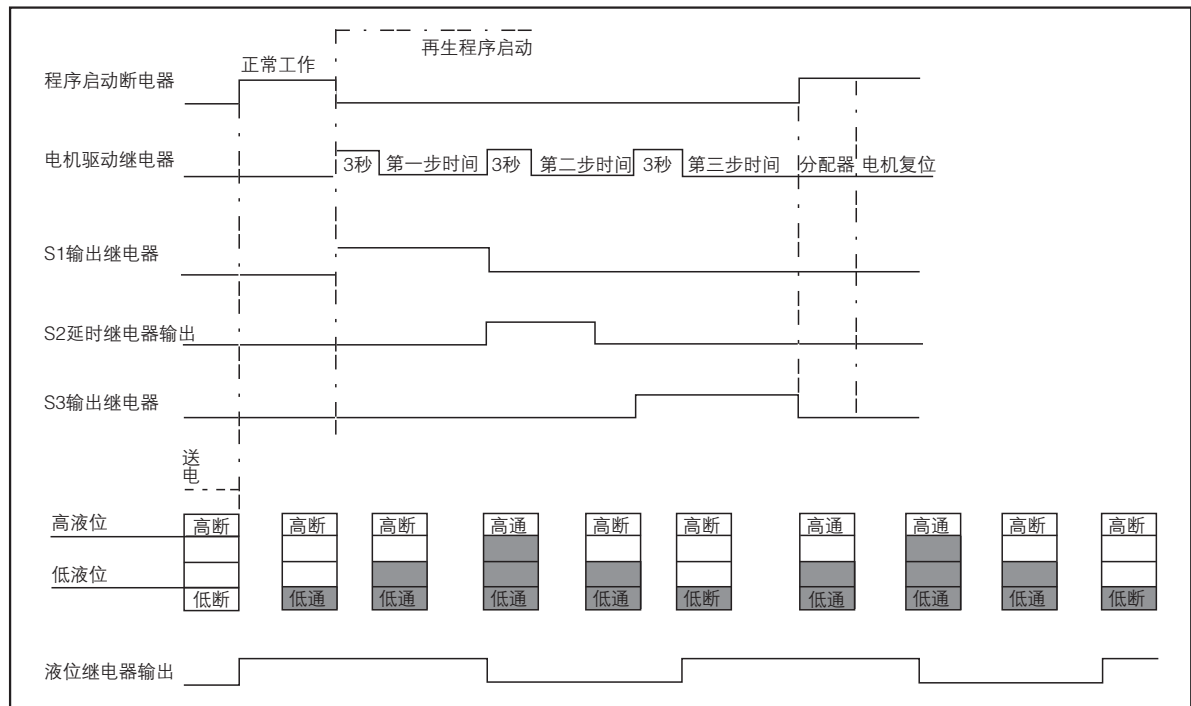 再生程序启动
正常工作
程序启动断电器
电机驱动继电器
3秒 第一步时间 3秒 第二步时间 3秒 第三步时间 分配器 电机复位
S1输出继电器
S2延时继电器输出
S3输出继电器
送
电
高液位
高断 高断 高断 高通 高断 高断 高通 高通 高断 高断
低液位
低断 低通 低通 低通 低通 低断 低通 低通 低通 低断
液位继电器输出